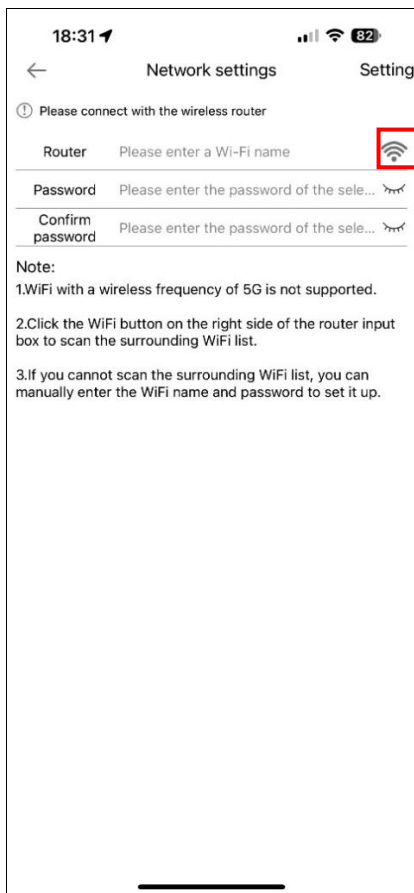 18:31
82
Network settings
Setting
Please connect with the wireless router
Router Please enter a Wi-Fi name
Password Please enter the password of the sele...
Confirm
password Please enter the password of the sele...
Note:
1.WiFi with a wireless frequency of 5G is not supported.
2.Click the WiFi button on the right side of the router input
box to scan the surrounding WiFi list.
3.If you cannot scan the surrounding WiFi list, you can
manually enter the WiFi name and password to set it up.